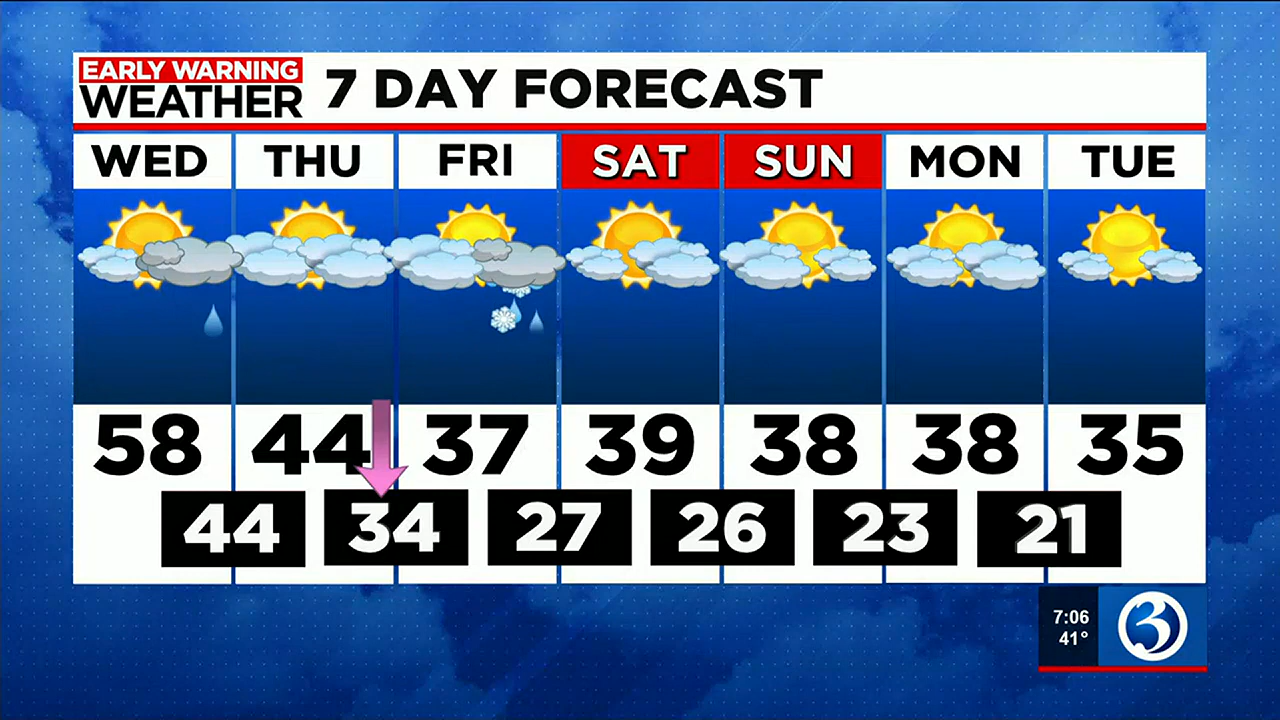 EARLY WARNING
WEATHER
7 DAY FORECAST
WED THU FRI SAT SUN MON TUE
58 44 37 39 38 38 35
44 34 27 26 23 21
7:06
41°
3